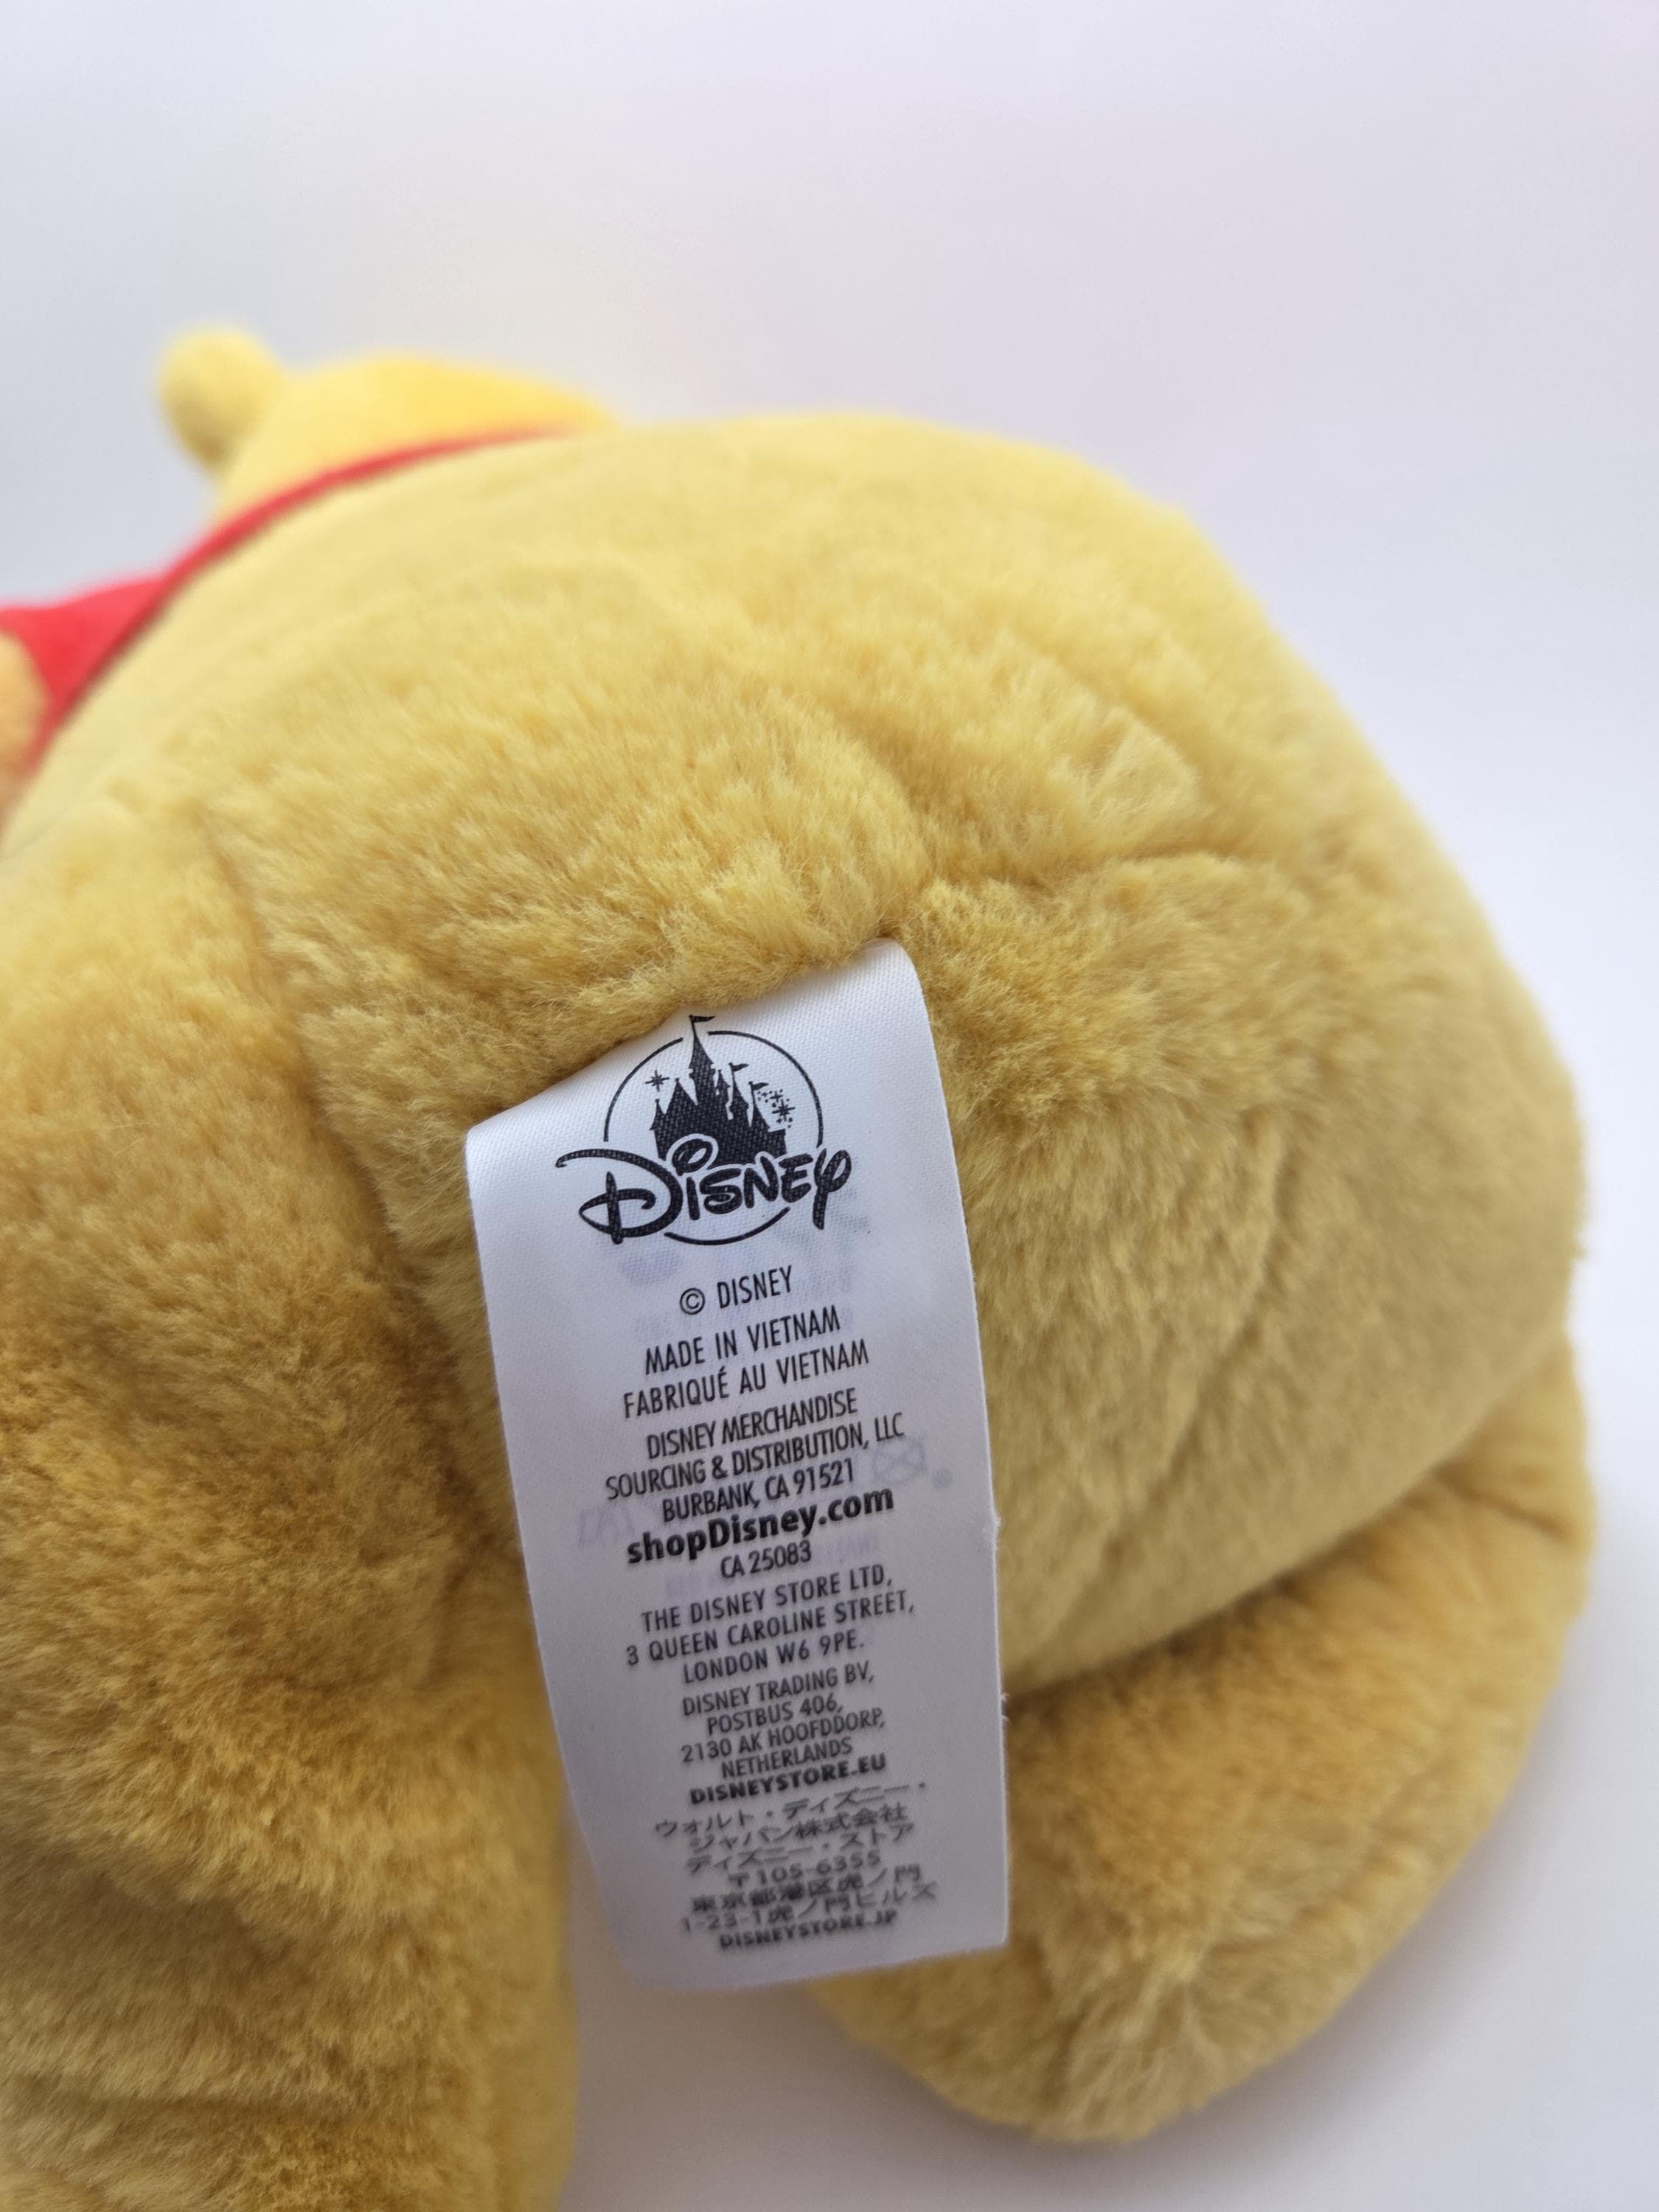 Disney
© DISNEY
MADE IN VIETNAM
FABRIQUÉ AU VIETNAM
DISNEY MERCHANDISE
SOURCING & DISTRIBUTION, LLC
BURBANK, CA 91521
shopDisney.com
CA 25083
THE DISNEY STORE LTD,
3 QUEEN CAROLINE STREET,
LONDON W6 9PE.
DISNEY TRADING BV,
POSTBUS 406,
2130 AK HOOFDDORP,
NETHERLANDS
DISNEYSTORE.EU
ウォルト・ディズニー・
ジャパン株式会社
ディズニー・ストア
〒105-6355
東京都港区虎ノ門
1-23-1虎ノ門ヒルズ
DISNEYSTORE.JP